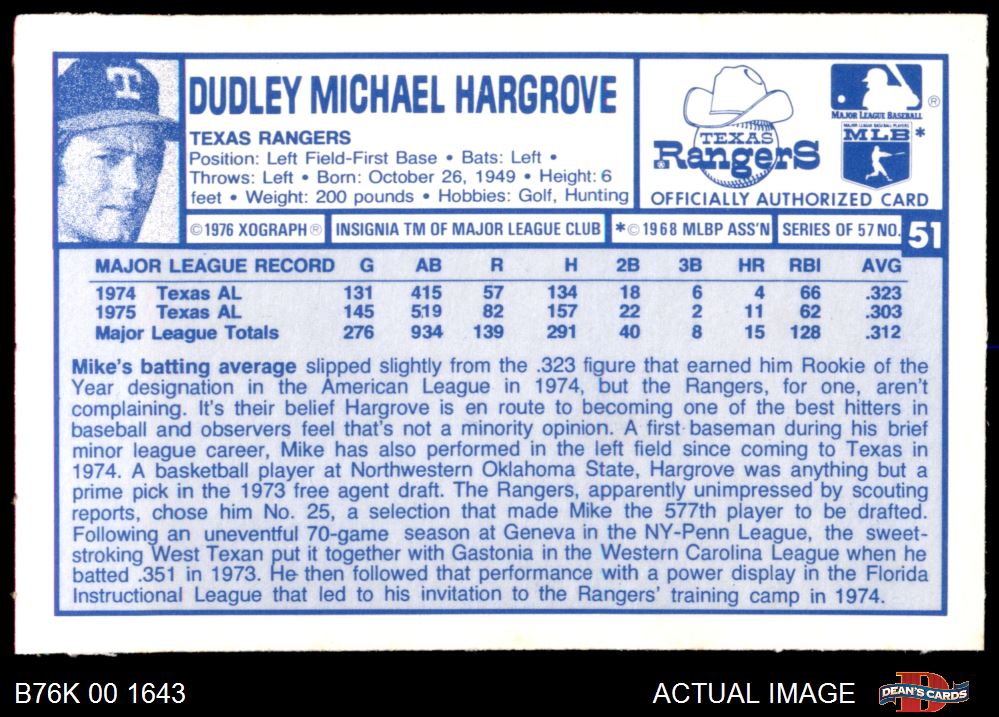 T
DUDLEY MICHAEL HARGROVE
TEXAS RANGERS
Position: Left Field-First Base • Bats: Left •
Throws: Left • Born: October 26, 1949 • Height: 6
feet • Weight: 200 pounds • Hobbies: Golf, Hunting
TEXAS
RangerS
MAJOR LEAGUE BASEBALL ®
MAJOR LEAGUE BASEBALL PLAYERS
MLB *
OFFICIALLY AUTHORIZED CARD
© 1976 XOGRAPH ® INSIGNIA TM OF MAJOR LEAGUE CLUB *© 1968 MLBP ASS'N SERIES OF 57 NO. 51
MAJOR LEAGUE RECORD G AB R H 2B 3B HR RBI AVG
1974 Texas AL 131 415 57 134 18 6 4 66 .323
1975 Texas AL 145 519 82 157 22 2 11 62 .303
Major League Totals 276 934 139 291 40 8 15 128 .312
Mike's batting average slipped slightly from the .323 figure that earned him Rookie of the
Year designation in the American League in 1974, but the Rangers, for one, aren't
complaining. It's their belief Hargrove is en route to becoming one of the best hitters in
baseball and observers feel that's not a minority opinion. A first baseman during his brief
minor league career, Mike has also performed in the left field since coming to Texas in
1974. A basketball player at Northwestern Oklahoma State, Hargrove was anything but a
prime pick in the 1973 free agent draft. The Rangers, apparently unimpressed by scouting
reports, chose him No. 25, a selection that made Mike the 577th player to be drafted.
Following an uneventful 70-game season at Geneva in the NY-Penn League, the sweet-
stroking West Texan put it together with Gastonia in the Western Carolina League when he
batted .351 in 1973. He then followed that performance with a power display in the Florida
Instructional League that led to his invitation to the Rangers' training camp in 1974.
B76K 00 1643 ACTUAL IMAGE DEAN'S CARDS